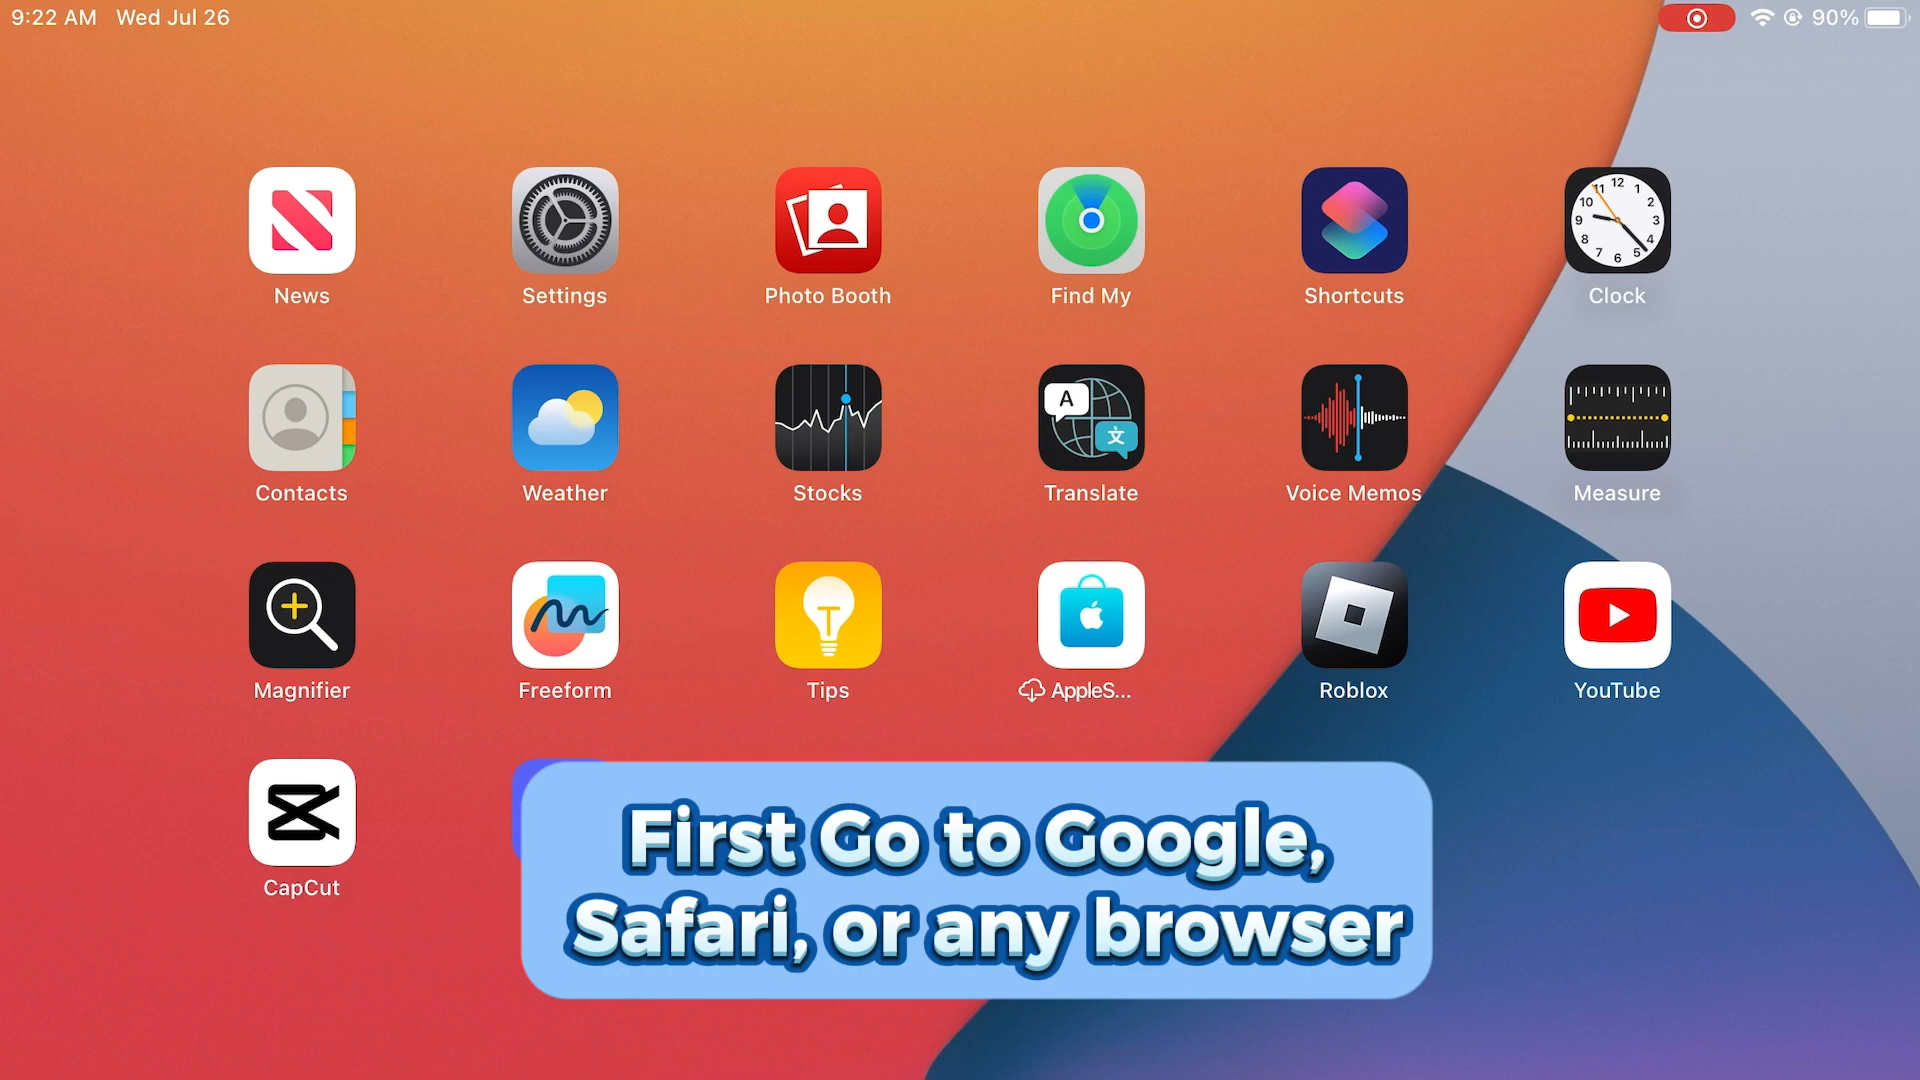 9:22 AM Wed Jul 26
90%
News Settings Photo Booth Find My Shortcuts Clock
Contacts Weather Stocks Translate Voice Memos Measure
Magnifier Freeform Tips AppleS... Roblox YouTube
CapCut
First Go to Google,
Safari, or any browser